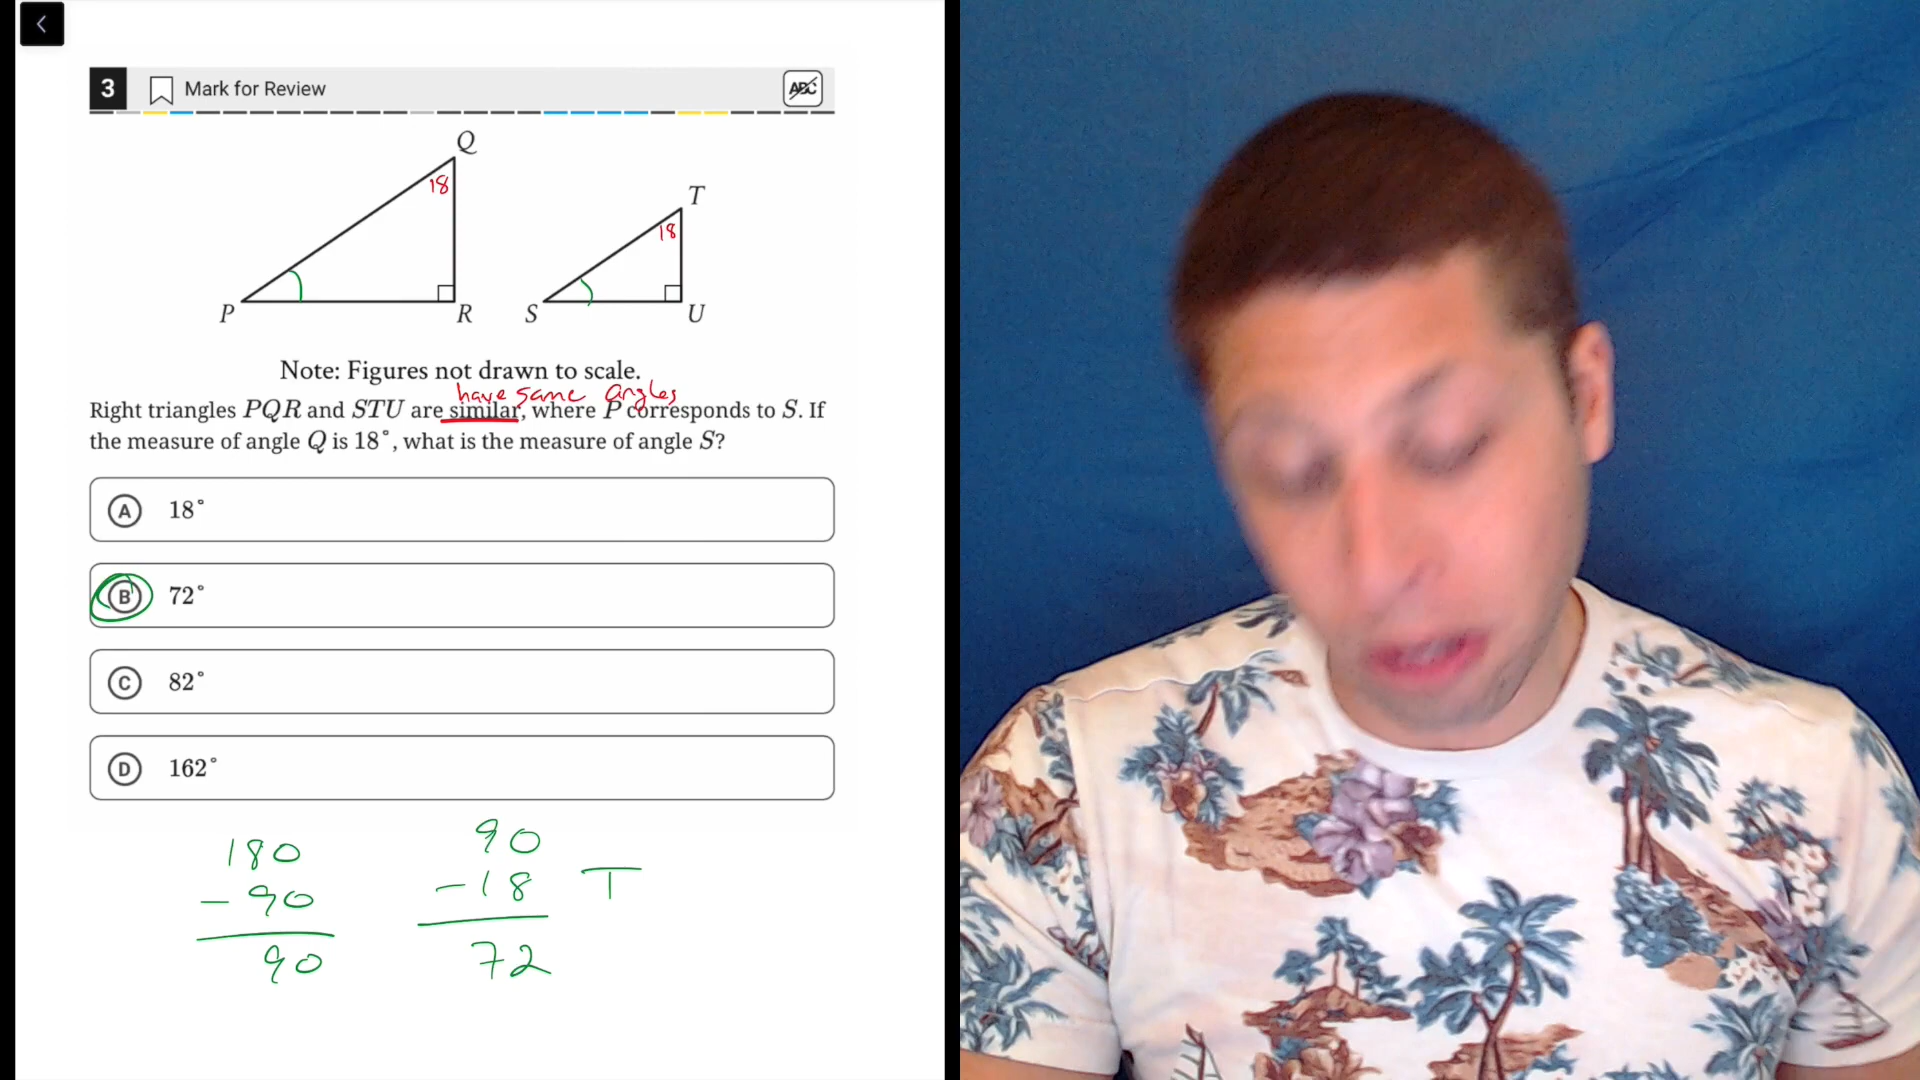 3 Mark for Review ABC
Q
18
T
18
P
R
S
U
Note: Figures not drawn to scale.
have same angles
Right triangles PQR and STU are similar, where P corresponds to S. If
the measure of angle Q is 18°, what is the measure of angle S?
A 18°
B 72°
C 82°
D 162°
180
- 90
90
90
- 18 T
72